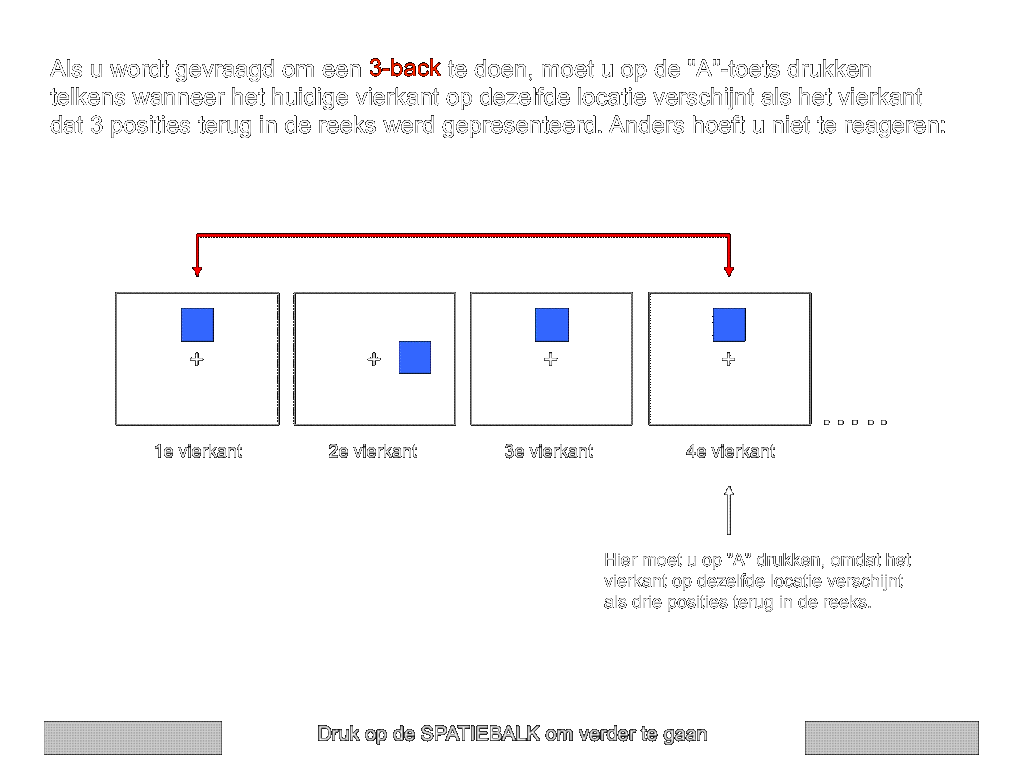 Als u wordt gevraagd om een 3-back te doen, moet u op de "A"-toets drukken
telkens wanneer het huidige vierkant op dezelfde locatie verschijnt als het vierkant
dat 3 posities terug in de reeks werd gepresenteerd. Anders hoeft u niet te reageren:
1e vierkant
2e vierkant
3e vierkant
4e vierkant
Hier moet u op "A" drukken, omdat het
vierkant op dezelfde locatie verschijnt
als drie posities terug in de reeks.
Druk op de SPATIEBALK om verder te gaan